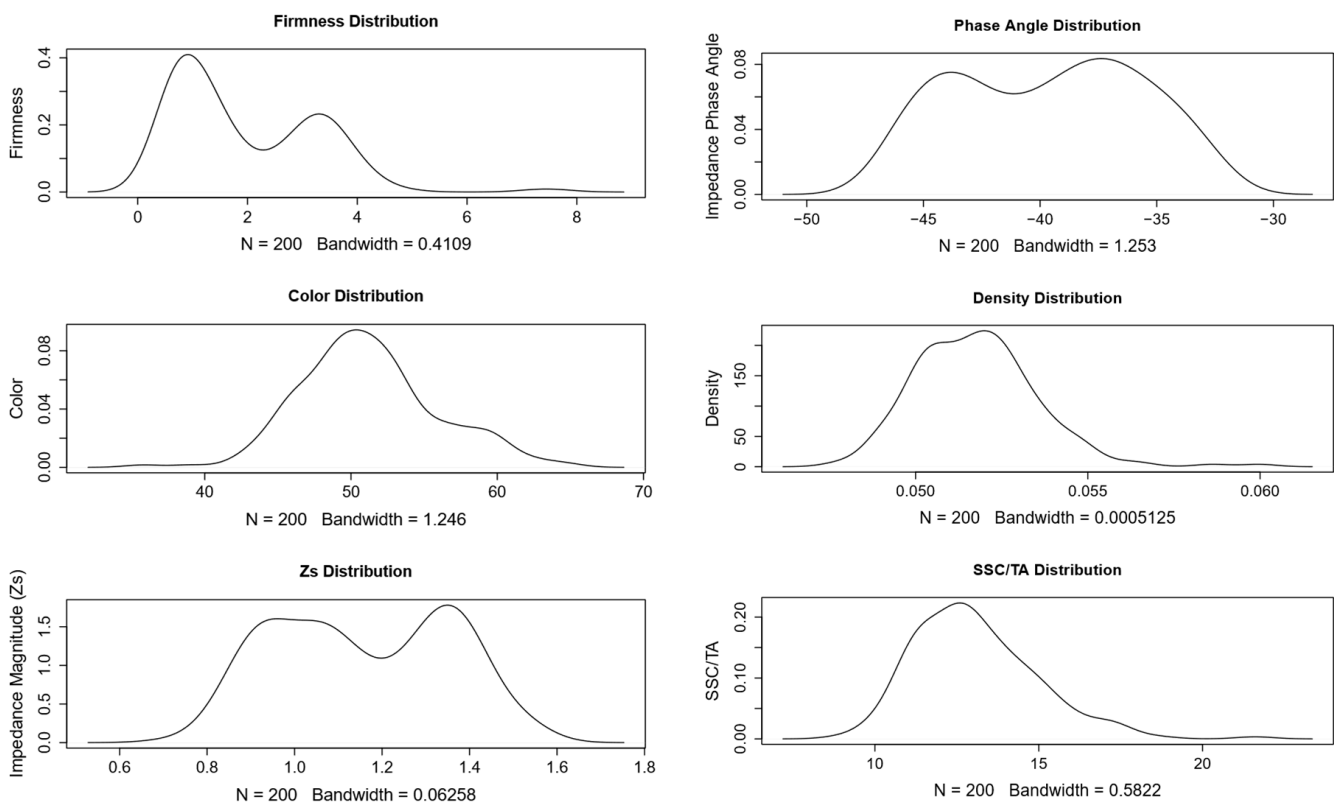 Firmness Distribution
Firmness
0.0 0.2 0.4
0 2 4 6 8
N = 200 Bandwidth = 0.4109
Phase Angle Distribution
Impedance Phase Angle
0.00 0.04 0.08
−50 −45 −40 −35 −30
N = 200 Bandwidth = 1.253
Color Distribution
Color
0.00 0.04 0.08
40 50 60 70
N = 200 Bandwidth = 1.246
Density Distribution
Density
0 50 150
0.050 0.055 0.060
N = 200 Bandwidth = 0.0005125
Zs Distribution
Impedance Magnitude (Zs)
0.0 0.5 1.0 1.5
0.6 0.8 1.0 1.2 1.4 1.6 1.8
N = 200 Bandwidth = 0.06258
SSC/TA Distribution
SSC/TA
0.00 0.10 0.20
10 15 20
N = 200 Bandwidth = 0.5822